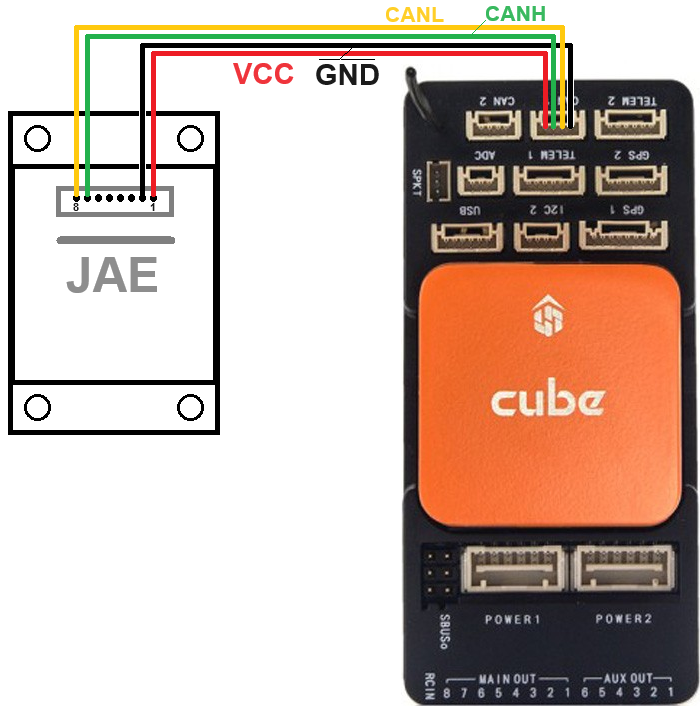 CANL
CANH
VCC
GND
CAN 2
TELEM 2
SPKT
ADC
TELEM 1
GPS 2
USB
I2C 2
GPS 1
8
1
JAE
cube
POWER1
POWER2
SBUSo
RCIN
MAIN OUT
AUX OUT
8 7 6 5 4 3 2 1
6 5 4 3 2 1